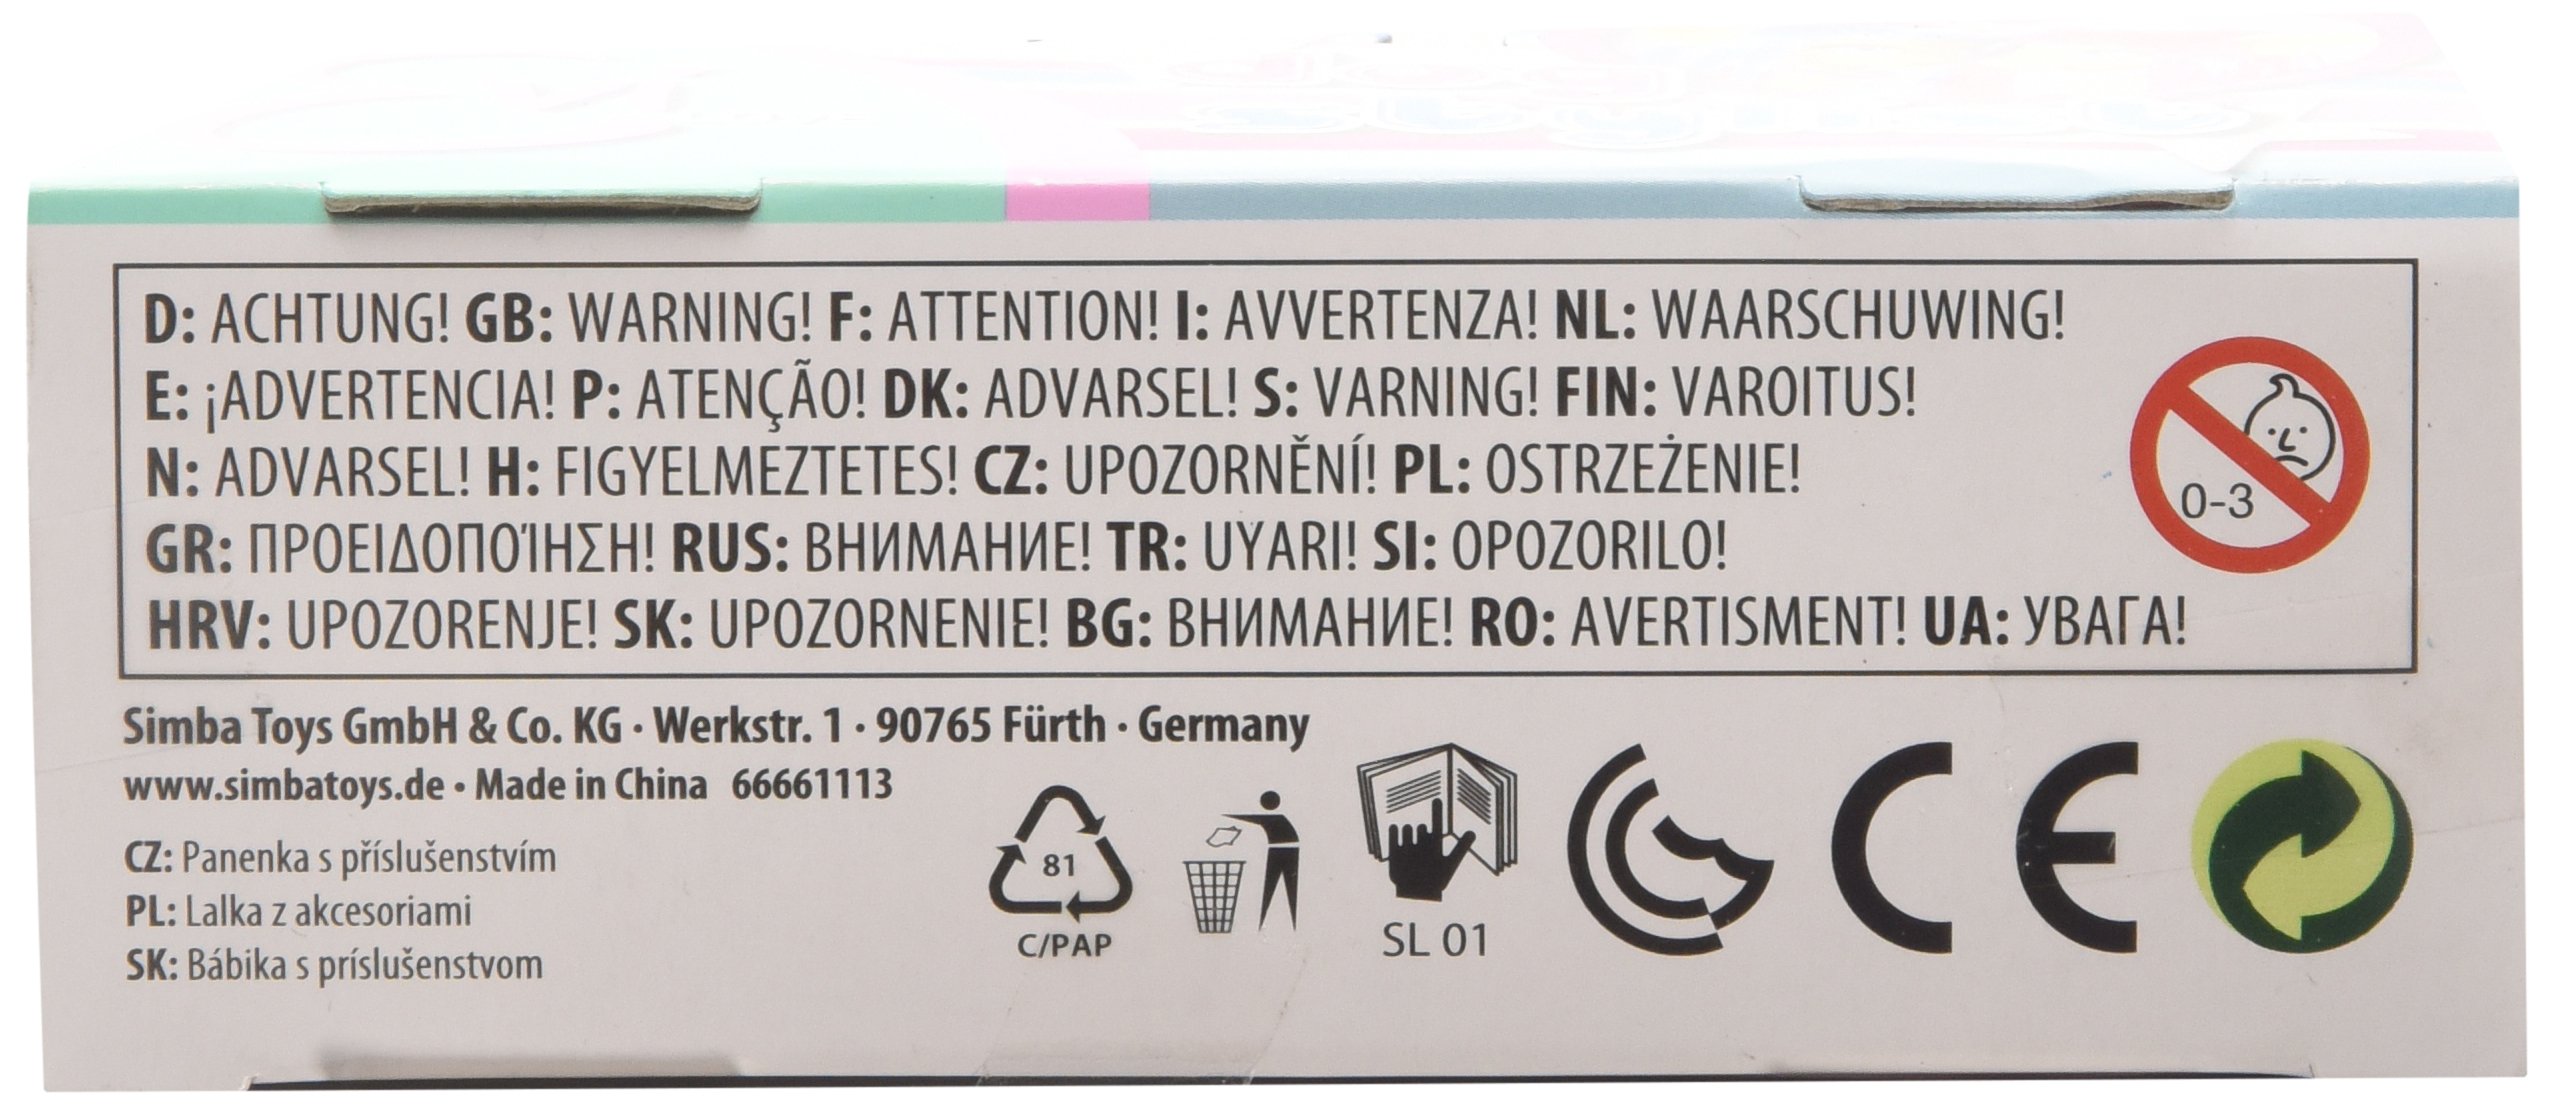 D: ACHTUNG! GB: WARNING! F: ATTENTION! I: AVVERTENZA! NL: WAARSCHUWING!
E: ¡ADVERTENCIA! P: ATENÇÃO! DK: ADVARSEL! S: VARNING! FIN: VAROITUS!
N: ADVARSEL! H: FIGYELMEZTETES! CZ: UPOZORNĚNÍ! PL: OSTRZEŻENIE!
GR: ΠΡΟΕΙΔΟΠΟΊΗΣΗ! RUS: ВНИМАНИЕ! TR: UYARI! SI: OPOZORILO!
HRV: UPOZORENJE! SK: UPOZORNENIE! BG: ВНИМАНИЕ! RO: AVERTISMENT! UA: УВАГА!
0-3
Simba Toys GmbH & Co. KG · Werkstr. 1 · 90765 Fürth · Germany
www.simbatoys.de • Made in China 66661113
CZ: Panenka s příslušenstvím
PL: Lalka z akcesoriami
SK: Bábika s príslušenstvom
81
C/PAP
SL 01
CE